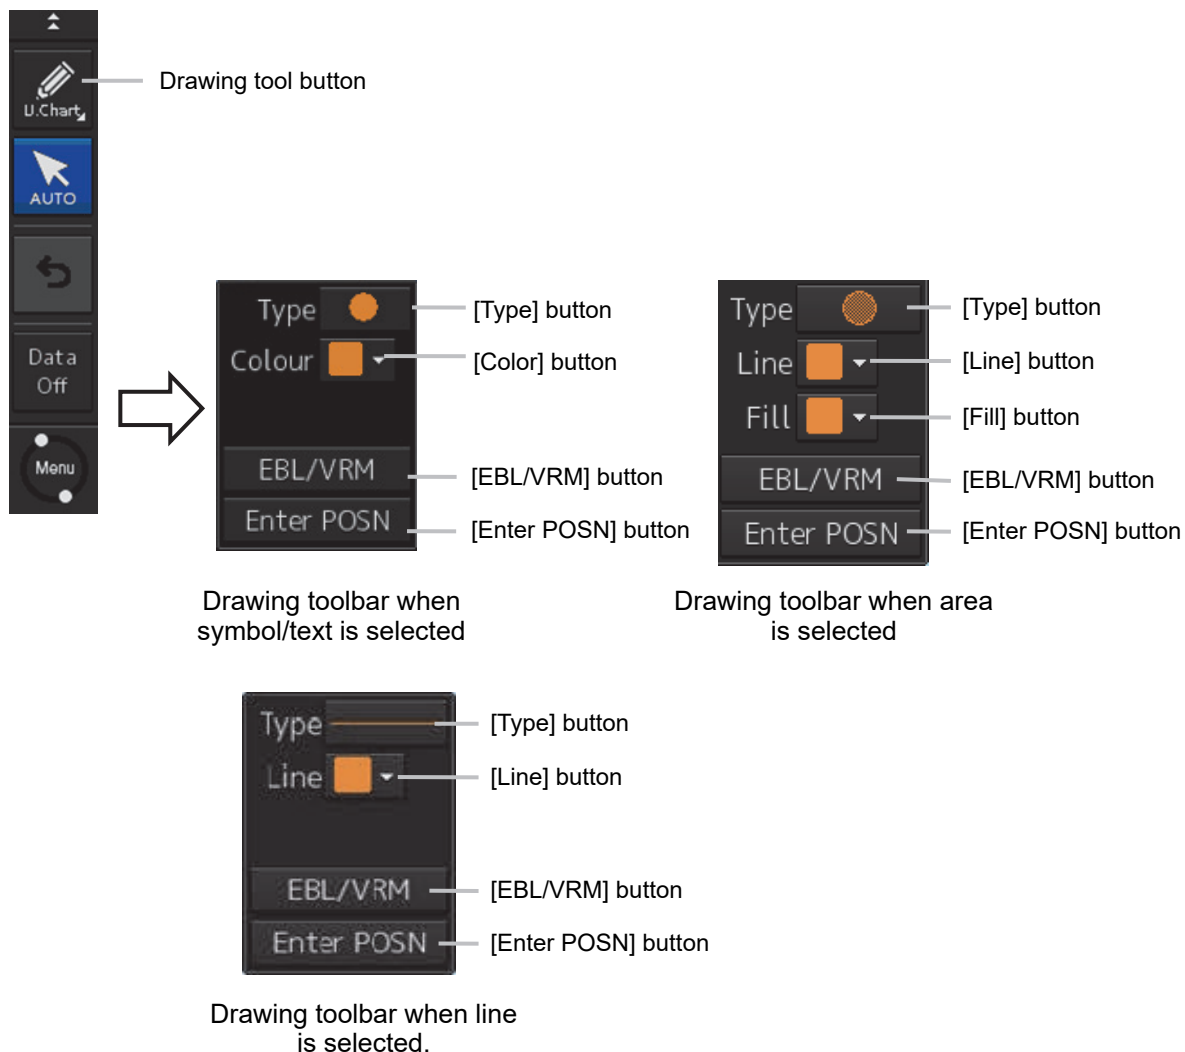 Drawing tool button
U.Chart
AUTO
Data
Off
Menu
Type
[Type] button
Colour
[Color] button
EBL/VRM
[EBL/VRM] button
Enter POSN
[Enter POSN] button
Drawing toolbar when
symbol/text is selected
Type
[Type] button
Line
[Line] button
Fill
[Fill] button
EBL/VRM
[EBL/VRM] button
Enter POSN
[Enter POSN] button
Drawing toolbar when area
is selected
Type
[Type] button
Line
[Line] button
EBL/VRM
[EBL/VRM] button
Enter POSN
[Enter POSN] button
Drawing toolbar when line
is selected.